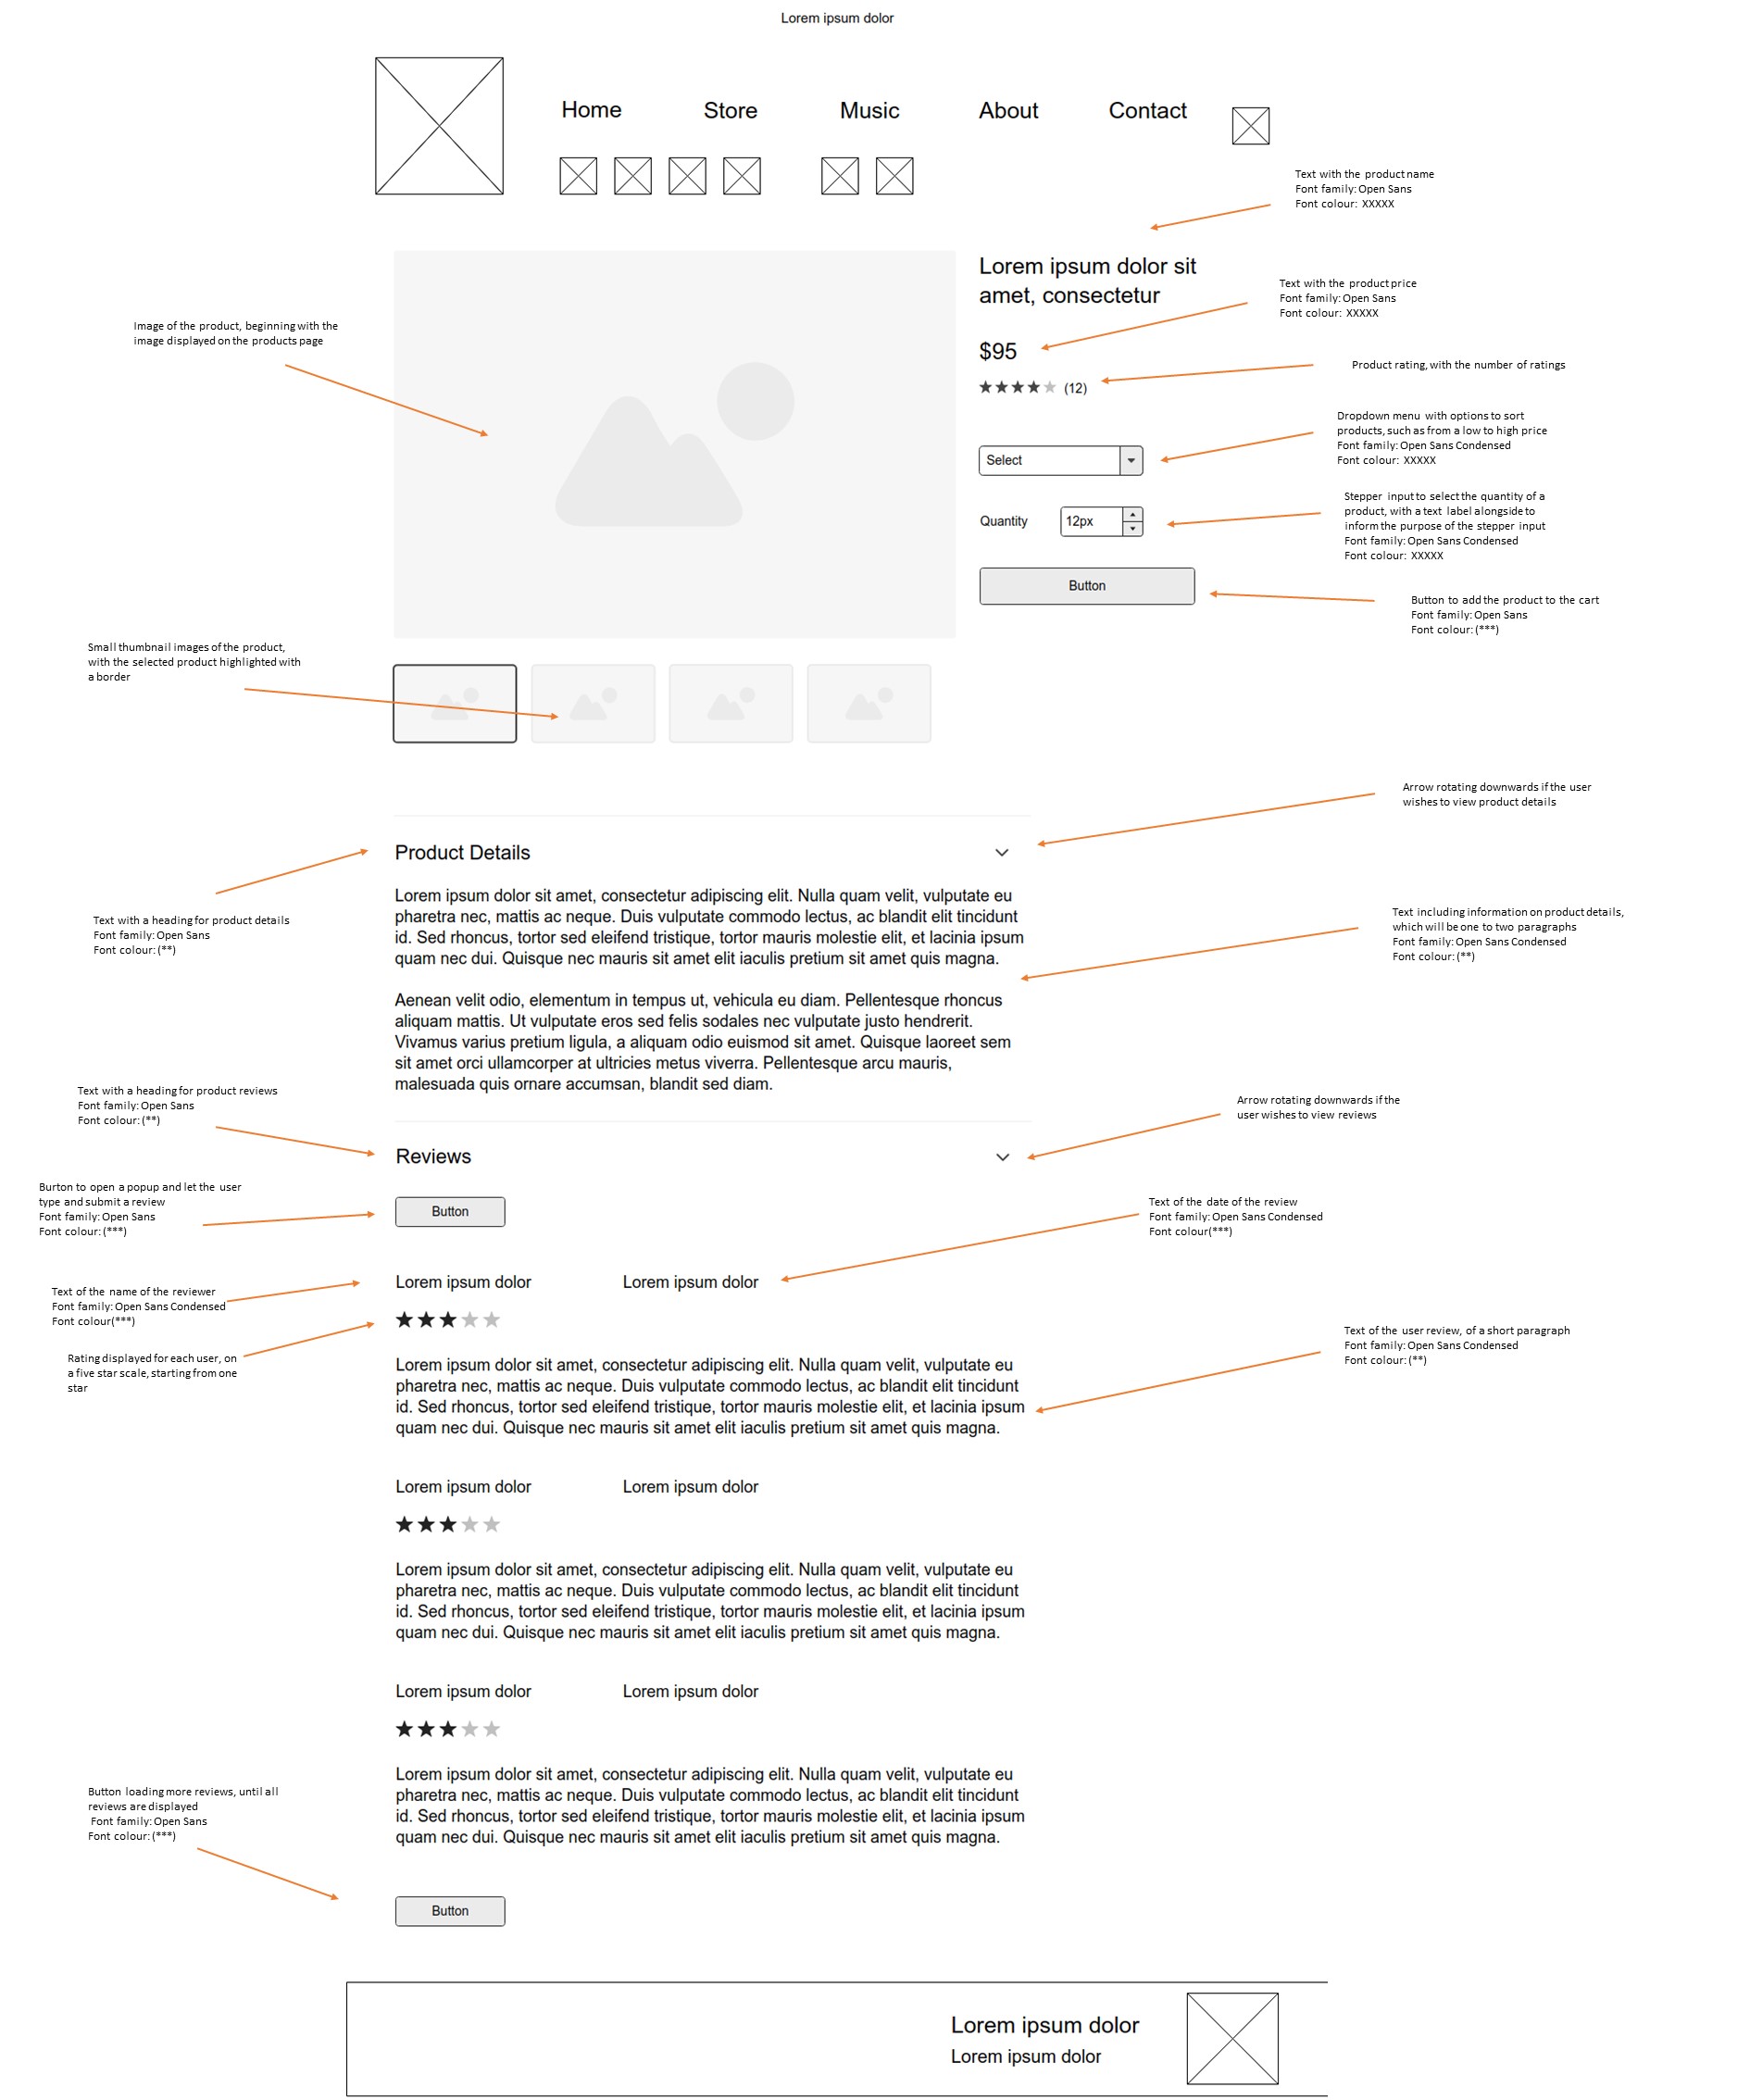 Lorem ipsum dolor
Home Store Music About Contact
Text with the product name
Font family: Open Sans
Font colour: XXXXX
Lorem ipsum dolor sit
amet, consectetur
Text with the product price
Font family: Open Sans
Font colour: XXXXX
Image of the product, beginning with the
image displayed on the products page
$95
Product rating, with the number of ratings
(12)
Dropdown menu with options to sort
products, such as from a low to high price
Font family: Open Sans Condensed
Font colour: XXXXX
Select
Stepper input to select the quantity of a
product, with a text label alongside to
inform the purpose of the stepper input
Font family: Open Sans Condensed
Font colour: XXXXX
Quantity 12px
Button
Button to add the product to the cart
Font family: Open Sans
Font colour: (***)
Small thumbnail images of the product,
with the selected product highlighted with
a border
Arrow rotating downwards if the user
wishes to view product details
Product Details
Lorem ipsum dolor sit amet, consectetur adipiscing elit. Nulla quam velit, vulputate eu
pharetra nec, mattis ac neque. Duis vulputate commodo lectus, ac blandit elit tincidunt
id. Sed rhoncus, tortor sed eleifend tristique, tortor mauris molestie elit, et lacinia ipsum
quam nec dui. Quisque nec mauris sit amet elit iaculis pretium sit amet quis magna.
Text with a heading for product details
Font family: Open Sans
Font colour: (**)
Text including information on product details,
which will be one to two paragraphs
Font family: Open Sans Condensed
Font colour: (**)
Aenean velit odio, elementum in tempus ut, vehicula eu diam. Pellentesque rhoncus
aliquam mattis. Ut vulputate eros sed felis sodales nec vulputate justo hendrerit.
Vivamus varius pretium ligula, a aliquam odio euismod sit amet. Quisque laoreet sem
sit amet orci ullamcorper at ultricies metus viverra. Pellentesque arcu mauris,
malesuada quis ornare accumsan, blandit sed diam.
Text with a heading for product reviews
Font family: Open Sans
Font colour: (**)
Arrow rotating downwards if the
user wishes to view reviews
Reviews
Burton to open a popup and let the user
type and submit a review
Font family: Open Sans
Font colour: (***)
Button
Text of the date of the review
Font family: Open Sans Condensed
Font colour(***)
Text of the name of the reviewer
Font family: Open Sans Condensed
Font colour(***)
Lorem ipsum dolor Lorem ipsum dolor
Rating displayed for each user, on
a five star scale, starting from one
star
Text of the user review, of a short paragraph
Font family: Open Sans Condensed
Font colour: (**)
Lorem ipsum dolor sit amet, consectetur adipiscing elit. Nulla quam velit, vulputate eu
pharetra nec, mattis ac neque. Duis vulputate commodo lectus, ac blandit elit tincidunt
id. Sed rhoncus, tortor sed eleifend tristique, tortor mauris molestie elit, et lacinia ipsum
quam nec dui. Quisque nec mauris sit amet elit iaculis pretium sit amet quis magna.
Lorem ipsum dolor Lorem ipsum dolor
Lorem ipsum dolor sit amet, consectetur adipiscing elit. Nulla quam velit, vulputate eu
pharetra nec, mattis ac neque. Duis vulputate commodo lectus, ac blandit elit tincidunt
id. Sed rhoncus, tortor sed eleifend tristique, tortor mauris molestie elit, et lacinia ipsum
quam nec dui. Quisque nec mauris sit amet elit iaculis pretium sit amet quis magna.
Lorem ipsum dolor Lorem ipsum dolor
Lorem ipsum dolor sit amet, consectetur adipiscing elit. Nulla quam velit, vulputate eu
pharetra nec, mattis ac neque. Duis vulputate commodo lectus, ac blandit elit tincidunt
id. Sed rhoncus, tortor sed eleifend tristique, tortor mauris molestie elit, et lacinia ipsum
quam nec dui. Quisque nec mauris sit amet elit iaculis pretium sit amet quis magna.
Button loading more reviews, until all
reviews are displayed
Font family: Open Sans
Font colour: (***)
Button
Lorem ipsum dolor
Lorem ipsum dolor